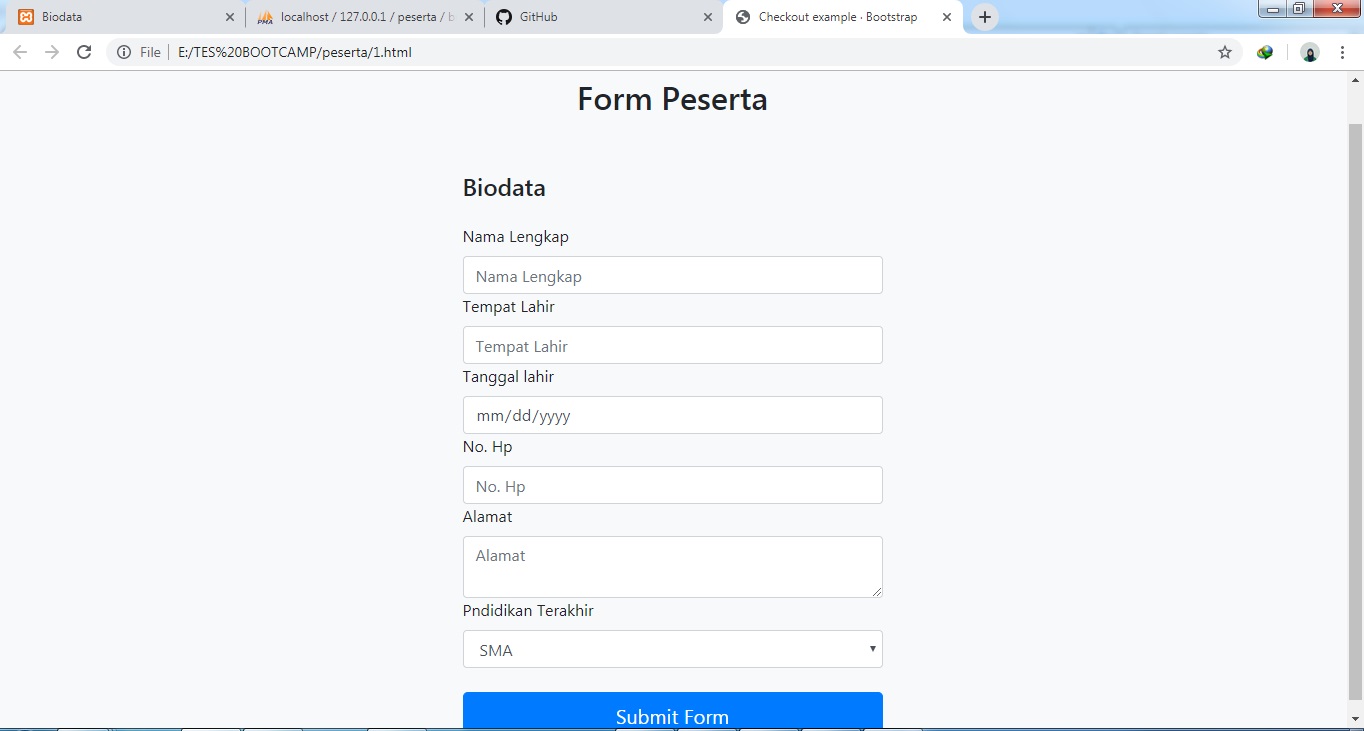 Biodata
localhost / 127.0.0.1 / peserta / b
GitHub
Checkout example · Bootstrap
File
E:/TES%20BOOTCAMP/peserta/1.html
Form Peserta
Biodata
Nama Lengkap
Nama Lengkap
Tempat Lahir
Tempat Lahir
Tanggal lahir
mm/dd/yyyy
No. Hp
No. Hp
Alamat
Alamat
Pndidikan Terakhir
SMA
Submit Form